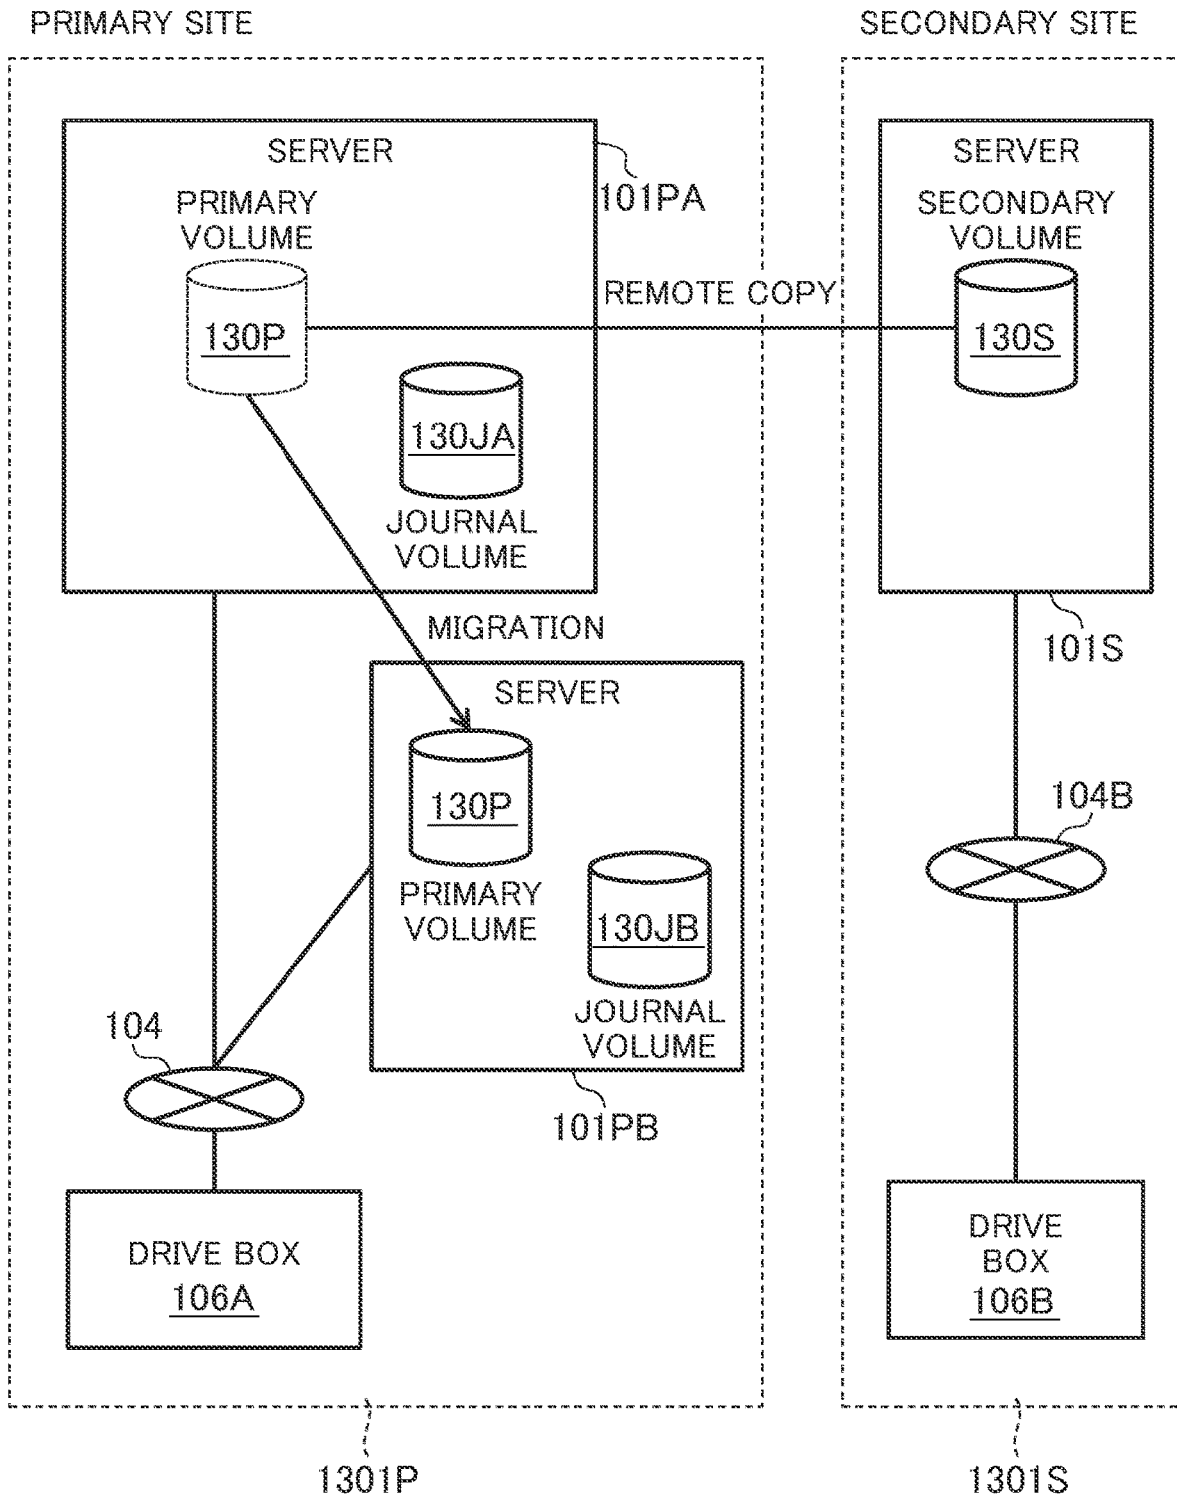 PRIMARY SITE
SECONDARY SITE
SERVER
101PA
PRIMARY
VOLUME
130P
REMOTE COPY
SERVER
SECONDARY
VOLUME
130S
130JA
JOURNAL
VOLUME
MIGRATION
101S
SERVER
130P
PRIMARY
VOLUME
130JB
JOURNAL
VOLUME
101PB
104B
104
DRIVE BOX
106A
DRIVE
BOX
106B
1301P
1301S